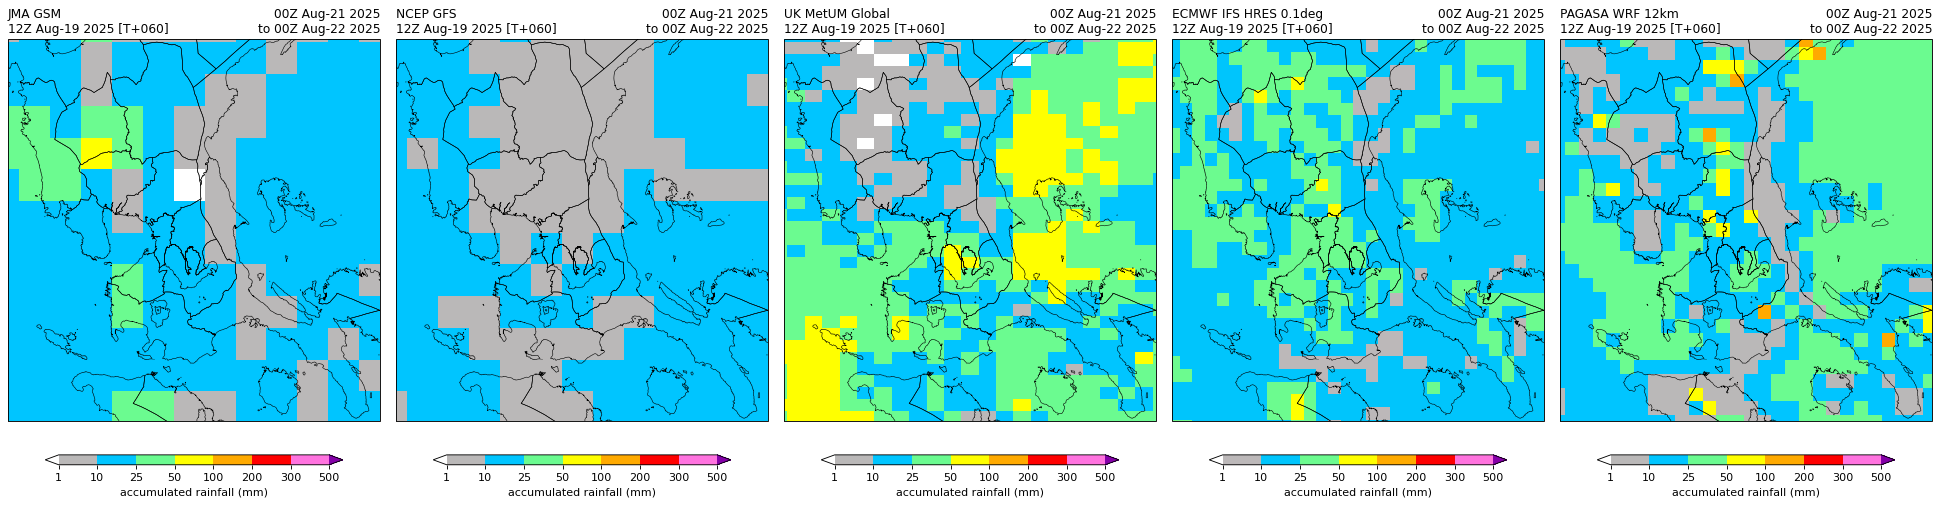 JMA GSM 00Z Aug-21 2025
12Z Aug-19 2025 [T+060] to 00Z Aug-22 2025
NCEP GFS 00Z Aug-21 2025
12Z Aug-19 2025 [T+060] to 00Z Aug-22 2025
UK MetUM Global 00Z Aug-21 2025
12Z Aug-19 2025 [T+060] to 00Z Aug-22 2025
ECMWF IFS HRES 0.1deg 00Z Aug-21 2025
12Z Aug-19 2025 [T+060] to 00Z Aug-22 2025
PAGASA WRF 12km 00Z Aug-21 2025
12Z Aug-19 2025 [T+060] to 00Z Aug-22 2025
1 10 25 50 100 200 300 500
accumulated rainfall (mm)
1 10 25 50 100 200 300 500
accumulated rainfall (mm)
1 10 25 50 100 200 300 500
accumulated rainfall (mm)
1 10 25 50 100 200 300 500
accumulated rainfall (mm)
1 10 25 50 100 200 300 500
accumulated rainfall (mm)